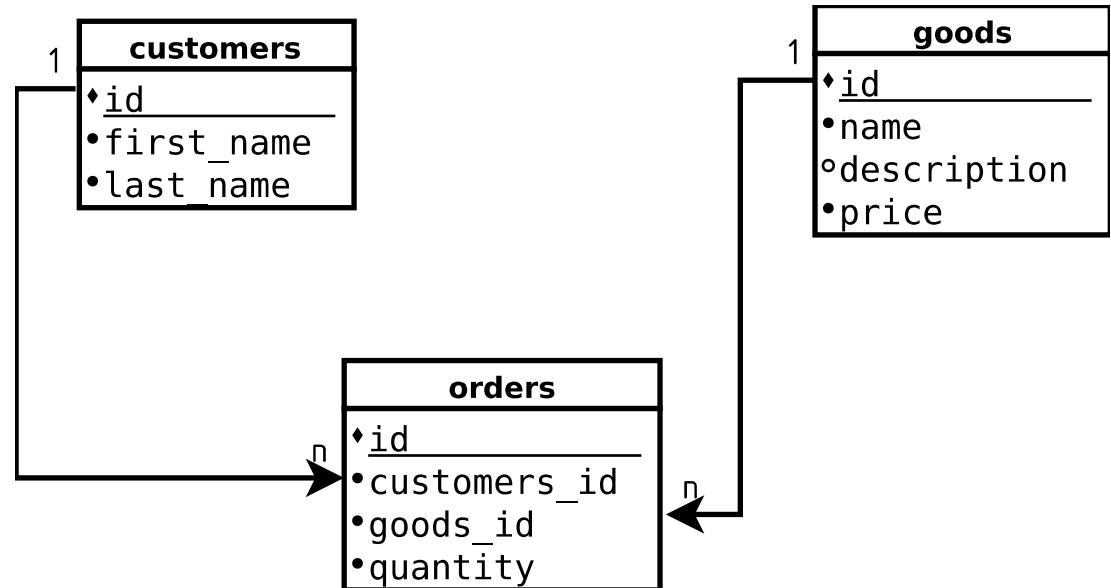 customers
1
id
first_name
last_name
goods
1
id
name
description
price
orders
n
id
customers_id
goods_id
quantity
n